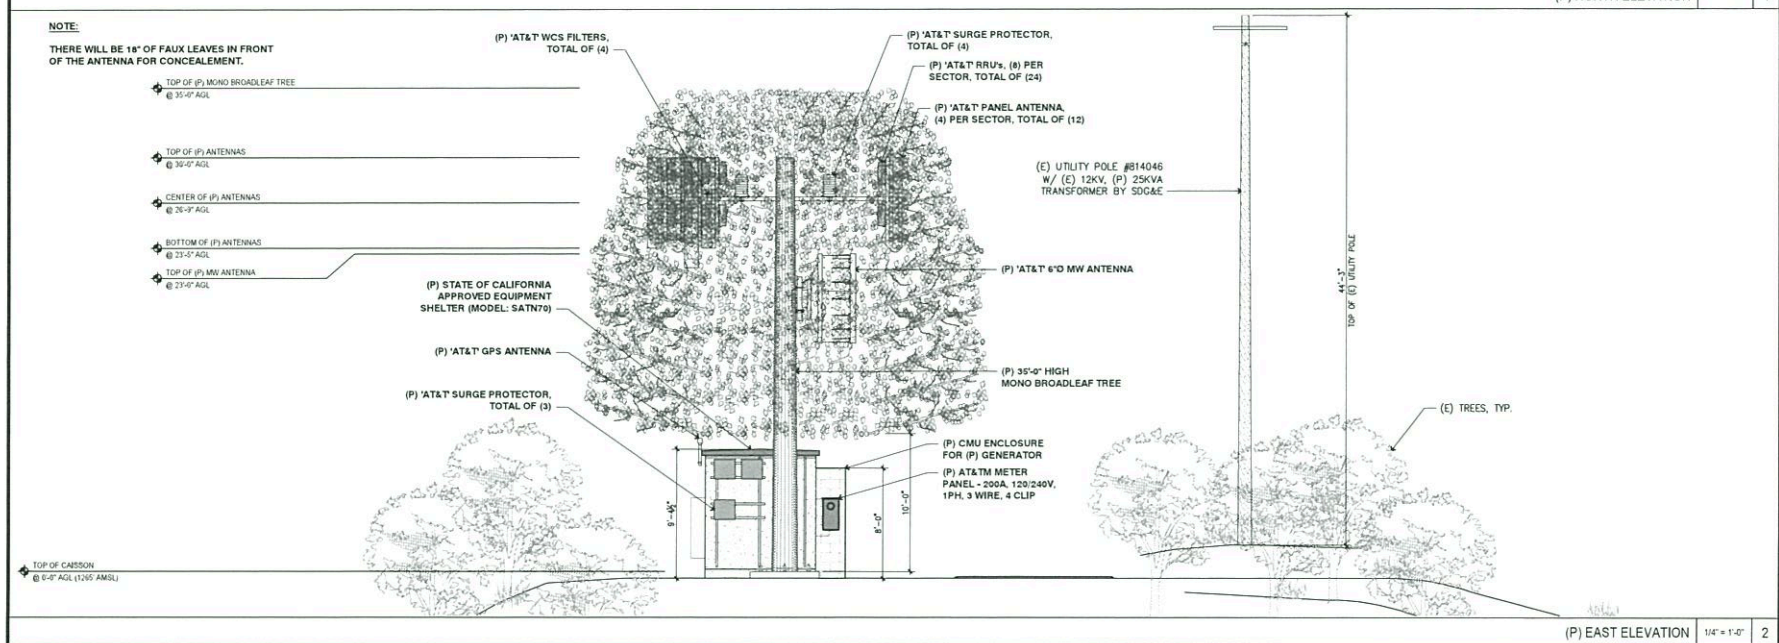 NOTE:
THERE WILL BE 18" OF FAUX LEAVES IN FRONT
OF THE ANTENNA FOR CONCEALEMENT.
TOP OF (P) MONO BROADLEAF TREE
@ 35'-0" AGL
TOP OF (P) ANTENNAS
@ 30'-0" AGL
CENTER OF (P) ANTENNAS
@ 26'-9" AGL
BOTTOM OF (P) ANTENNAS
@ 23'-5" AGL
TOP OF (P) MW ANTENNA
@ 23'-0" AGL
TOP OF CAISSON
@ 0'-0" AGL (1265' AMSL)
(P) 'AT&T' WCS FILTERS,
TOTAL OF (4)
(P) STATE OF CALIFORNIA
APPROVED EQUIPMENT
SHELTER (MODEL: SATN70)
(P) 'AT&T' GPS ANTENNA
(P) 'AT&T' SURGE PROTECTOR,
TOTAL OF (3)
(P) 'AT&T' SURGE PROTECTOR,
TOTAL OF (4)
(P) 'AT&T' RRU's, (8) PER
SECTOR, TOTAL OF (24)
(P) 'AT&T' PANEL ANTENNA,
(4) PER SECTOR, TOTAL OF (12)
(P) 'AT&T' 6"Ø MW ANTENNA
(P) 35'-0" HIGH
MONO BROADLEAF TREE
(P) CMU ENCLOSURE
FOR (P) GENERATOR
(P) AT&TM METER
PANEL - 200A, 120/240V,
1PH, 3 WIRE, 4 CLIP
9'-4½"
8'-0"
10'-0"
(E) UTILITY POLE #814046
W/ (E) 12KV, (P) 25KVA
TRANSFORMER BY SDG&E
44'-3"
TOP OF (E) UTILITY POLE
(E) TREES, TYP.
(P) EAST ELEVATION
1/4" = 1'-0"
2